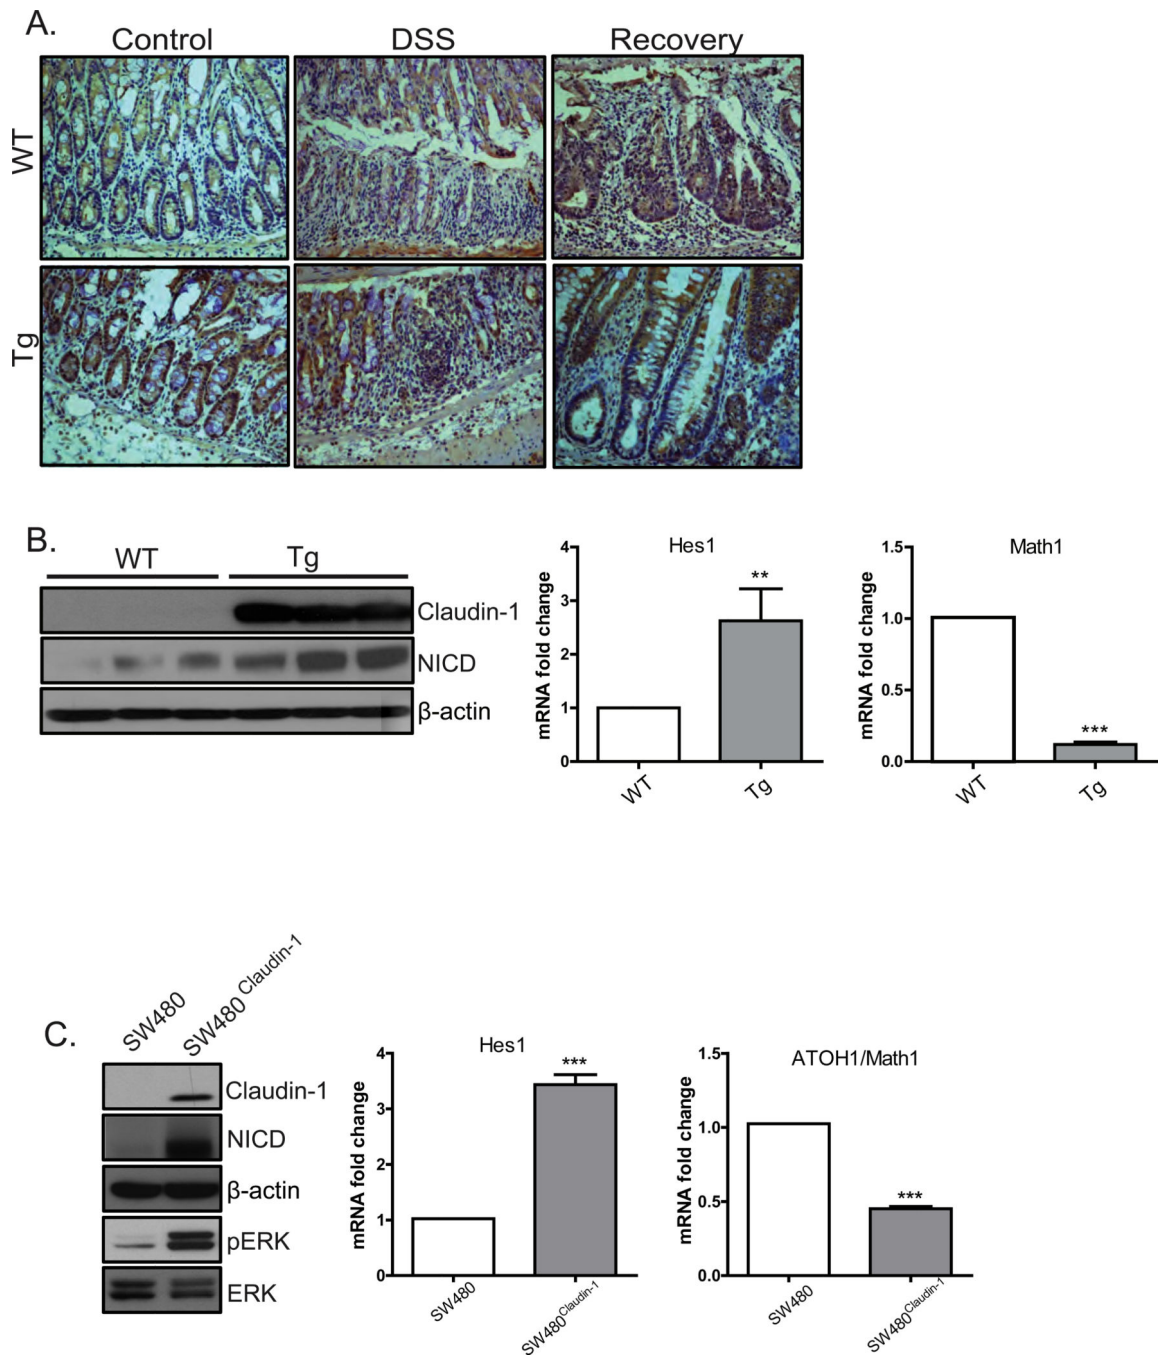 A.
Control DSS Recovery
WT
Tg
B.
WT Tg
Claudin-1
NICD
β-actin
Hes1
mRNA fold change
4
3
2
1
0
**
WT Tg
Math1
mRNA fold change
1.5
1.0
0.5
0.0
***
WT Tg
C.
SW480 SW480 Claudin-1
Claudin-1
NICD
β-actin
pERK
ERK
Hes1
mRNA fold change
4
3
2
1
0
***
SW480 SW480Claudin-1
ATOH1/Math1
mRNA fold change
1.5
1.0
0.5
0.0
***
SW480 SW480Claudin-1